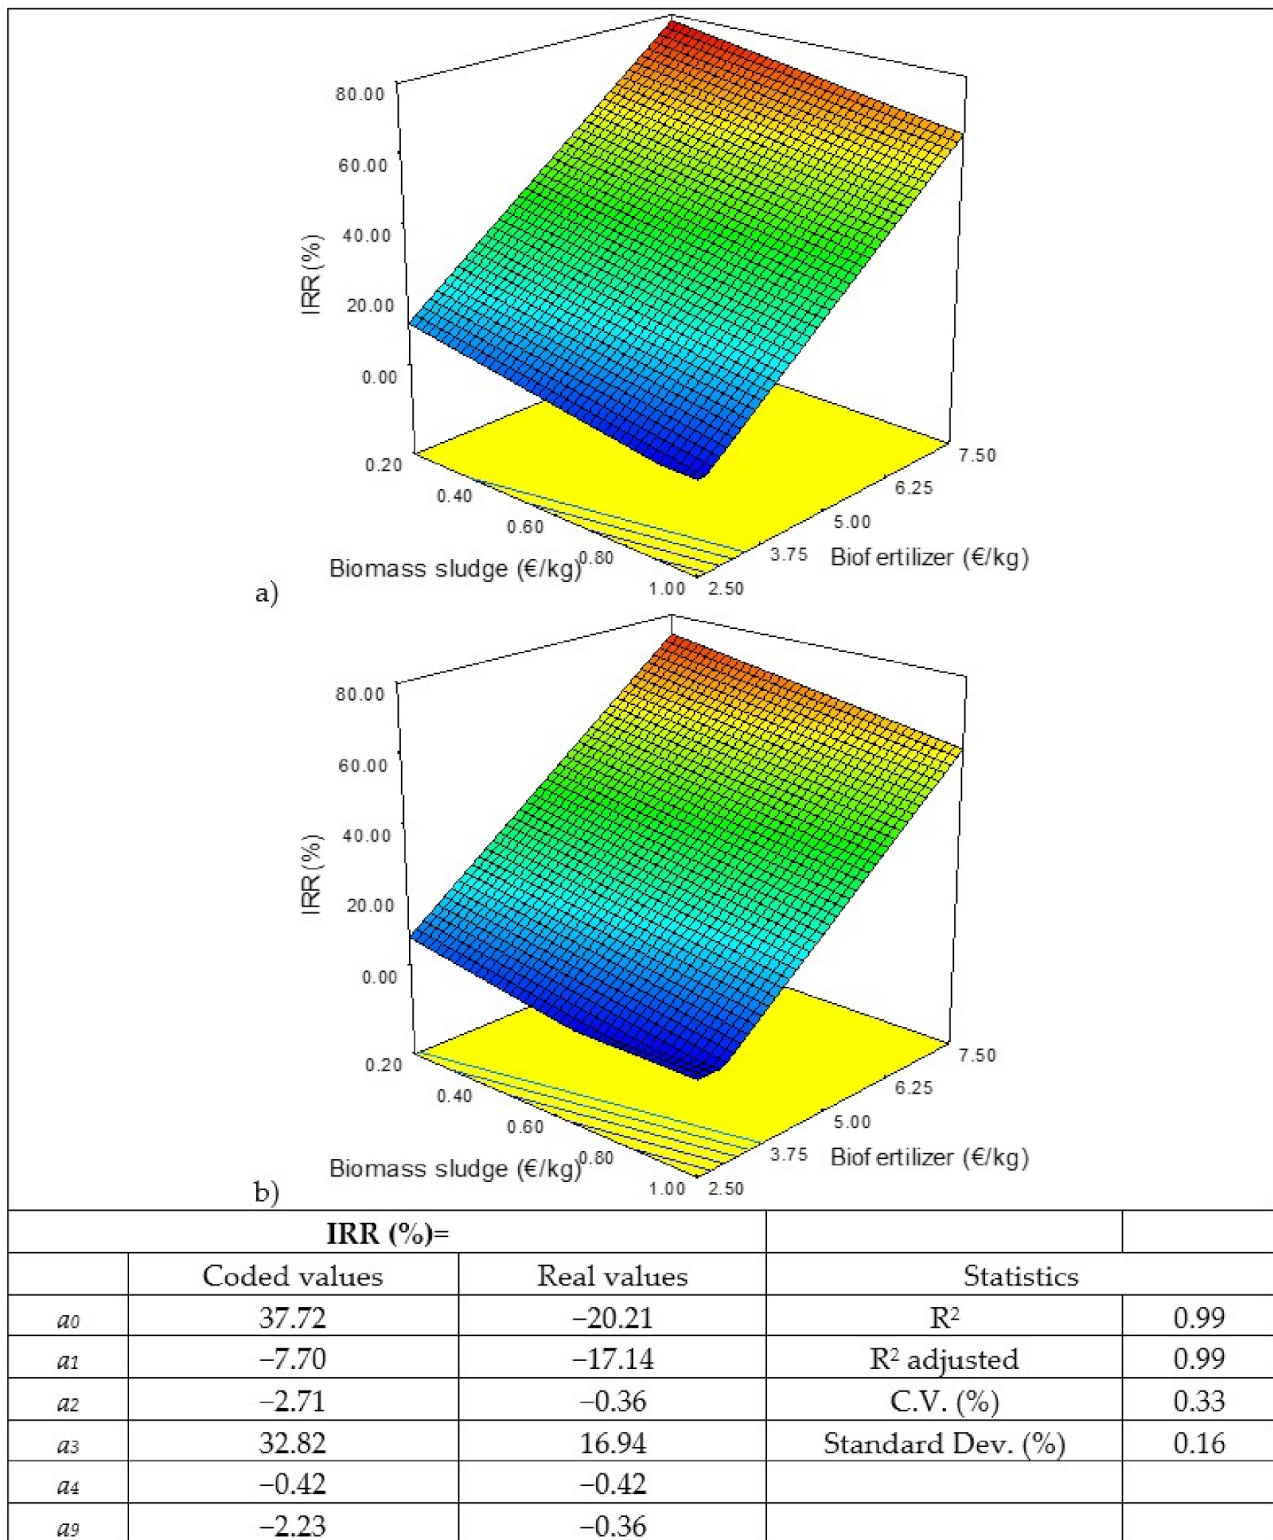 80.00
60.00
40.00
20.00
0.00
IRR (%)
0.20
0.40
0.60
0.80
1.00
Biomass sludge (€/kg)
2.50
3.75
5.00
6.25
7.50
Biofertilizer (€/kg)
a)
80.00
60.00
40.00
20.00
0.00
IRR (%)
0.20
0.40
0.60
0.80
1.00
Biomass sludge (€/kg)
2.50
3.75
5.00
6.25
7.50
Biofertilizer (€/kg)
b)
IRR (%)=
Coded values Real values Statistics
a0 37.72 −20.21 R² 0.99
a1 −7.70 −17.14 R² adjusted 0.99
a2 −2.71 −0.36 C.V. (%) 0.33
a3 32.82 16.94 Standard Dev. (%) 0.16
a4 −0.42 −0.42
a9 −2.23 −0.36